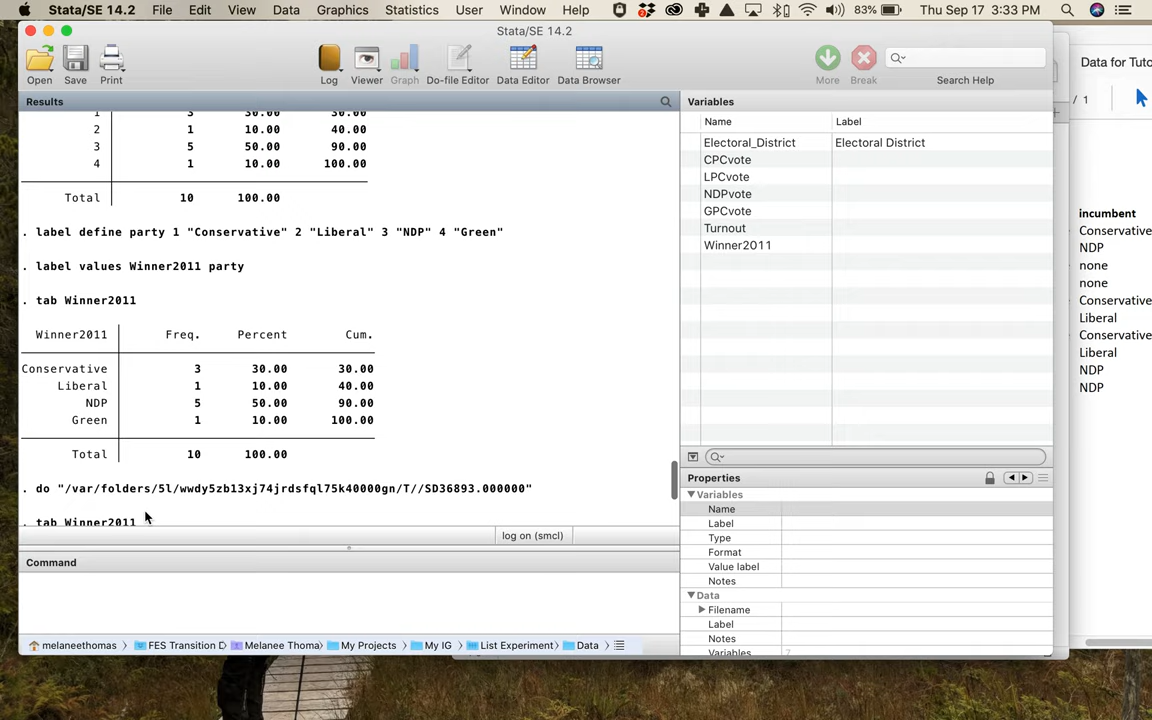 Stata/SE 14.2 File Edit View Data Graphics Statistics User Window Help 83% Thu Sep 17 3:33 PM
Stata/SE 14.2
Open Save Print Log Viewer Graph Do-file Editor Data Editor Data Browser More Break Search Help
Data for Tuto
/ 1
Results
1 3 30.00 30.00
2 1 10.00 40.00
3 5 50.00 90.00
4 1 10.00 100.00
Total 10 100.00
. label define party 1 "Conservative" 2 "Liberal" 3 "NDP" 4 "Green"
. label values Winner2011 party
. tab Winner2011
Winner2011 Freq. Percent Cum.
Conservative 3 30.00 30.00
Liberal 1 10.00 40.00
NDP 5 50.00 90.00
Green 1 10.00 100.00
Total 10 100.00
. do "/var/folders/5l/wwdy5zb13xj74jrdsfql75k40000gn/T//SD36893.000000"
. tab Winner2011
log on (smcl)
Command
melaneethomas FES Transition D Melanee Thoma My Projects My IG List Experiment Data
Variables
Name Label
Electoral_District Electoral District
CPCvote
LPCvote
NDPvote
GPCvote
Turnout
Winner2011
Properties
Variables
Name
Label
Type
Format
Value label
Notes
Data
Filename
Label
Notes
Variables 7
incumbent
Conservative
NDP
none
none
Conservative
Liberal
Conservative
Liberal
NDP
NDP